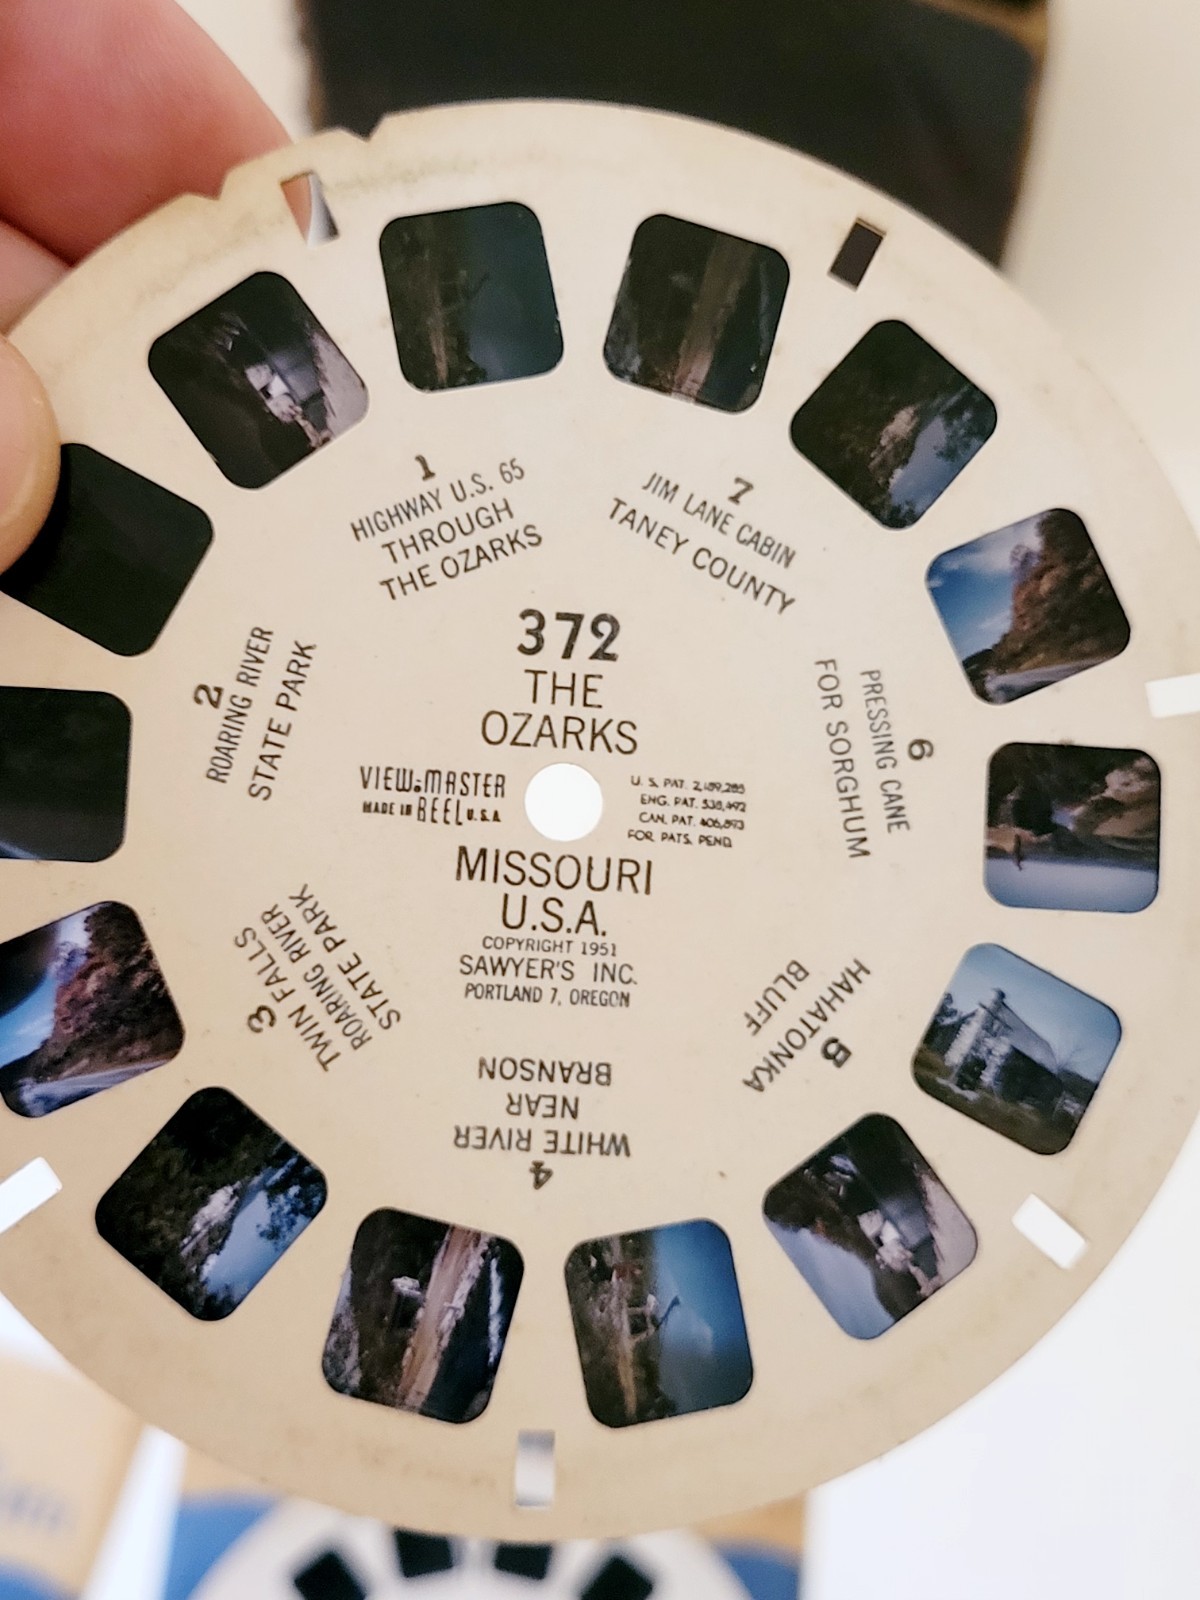 372
THE
OZARKS
VIEW-MASTER
MADE IN REEL U.S.A.
U. S. PAT. 2,189,285
ENG. PAT. 538,492
CAN. PAT. 406,893
FOR. PATS. PEND.
MISSOURI
U.S.A.
COPYRIGHT 1951
SAWYER'S INC.
PORTLAND 7, OREGON
1
HIGHWAY U.S. 65
THROUGH
THE OZARKS
2
ROARING RIVER
STATE PARK
3
TWIN FALLS
ROARING RIVER
STATE PARK
4
WHITE RIVER
NEAR
BRANSON
5
HAHATONKA
BLUFF
6
PRESSING CANE
FOR SORGHUM
7
JIM LANE CABIN
TANEY COUNTY